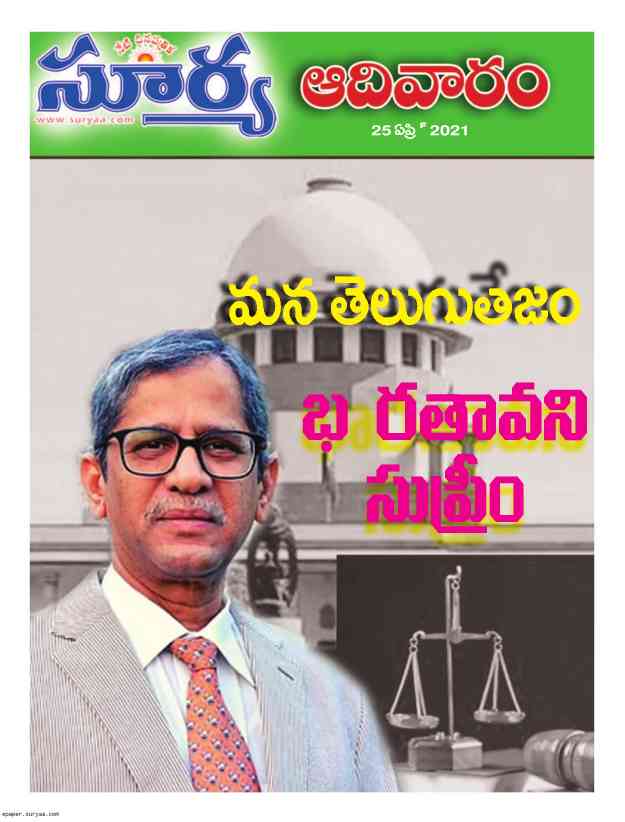 సూర్య
www.suryaa.com
ఆదివారం
25 ఏప్రి ల్ 2021
మన తెలుగుతేజం
భ రతావని
సుప్రీం
epaper.suryaa.com